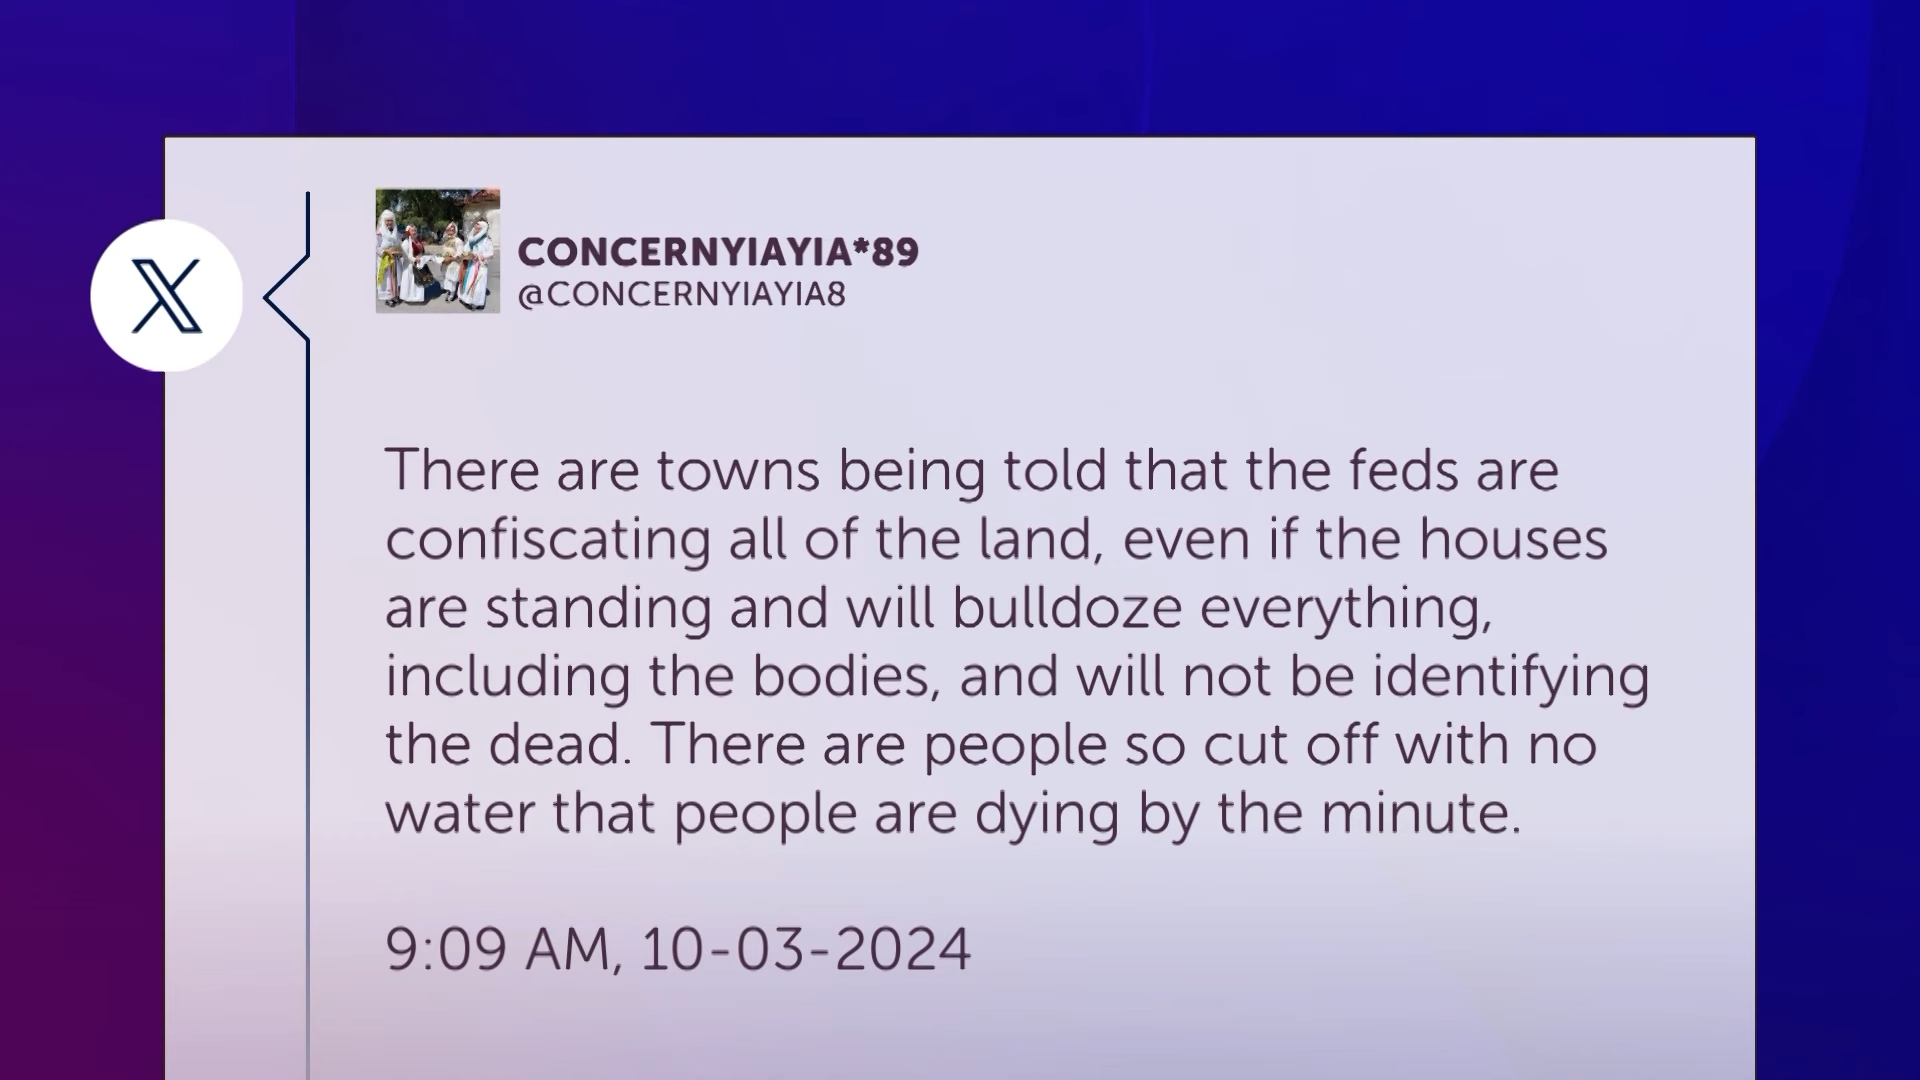 X
CONCERNYIAYIA*89
@CONCERNYIAYIA8
There are towns being told that the feds are
confiscating all of the land, even if the houses
are standing and will bulldoze everything,
including the bodies, and will not be identifying
the dead. There are people so cut off with no
water that people are dying by the minute.
9:09 AM, 10-03-2024